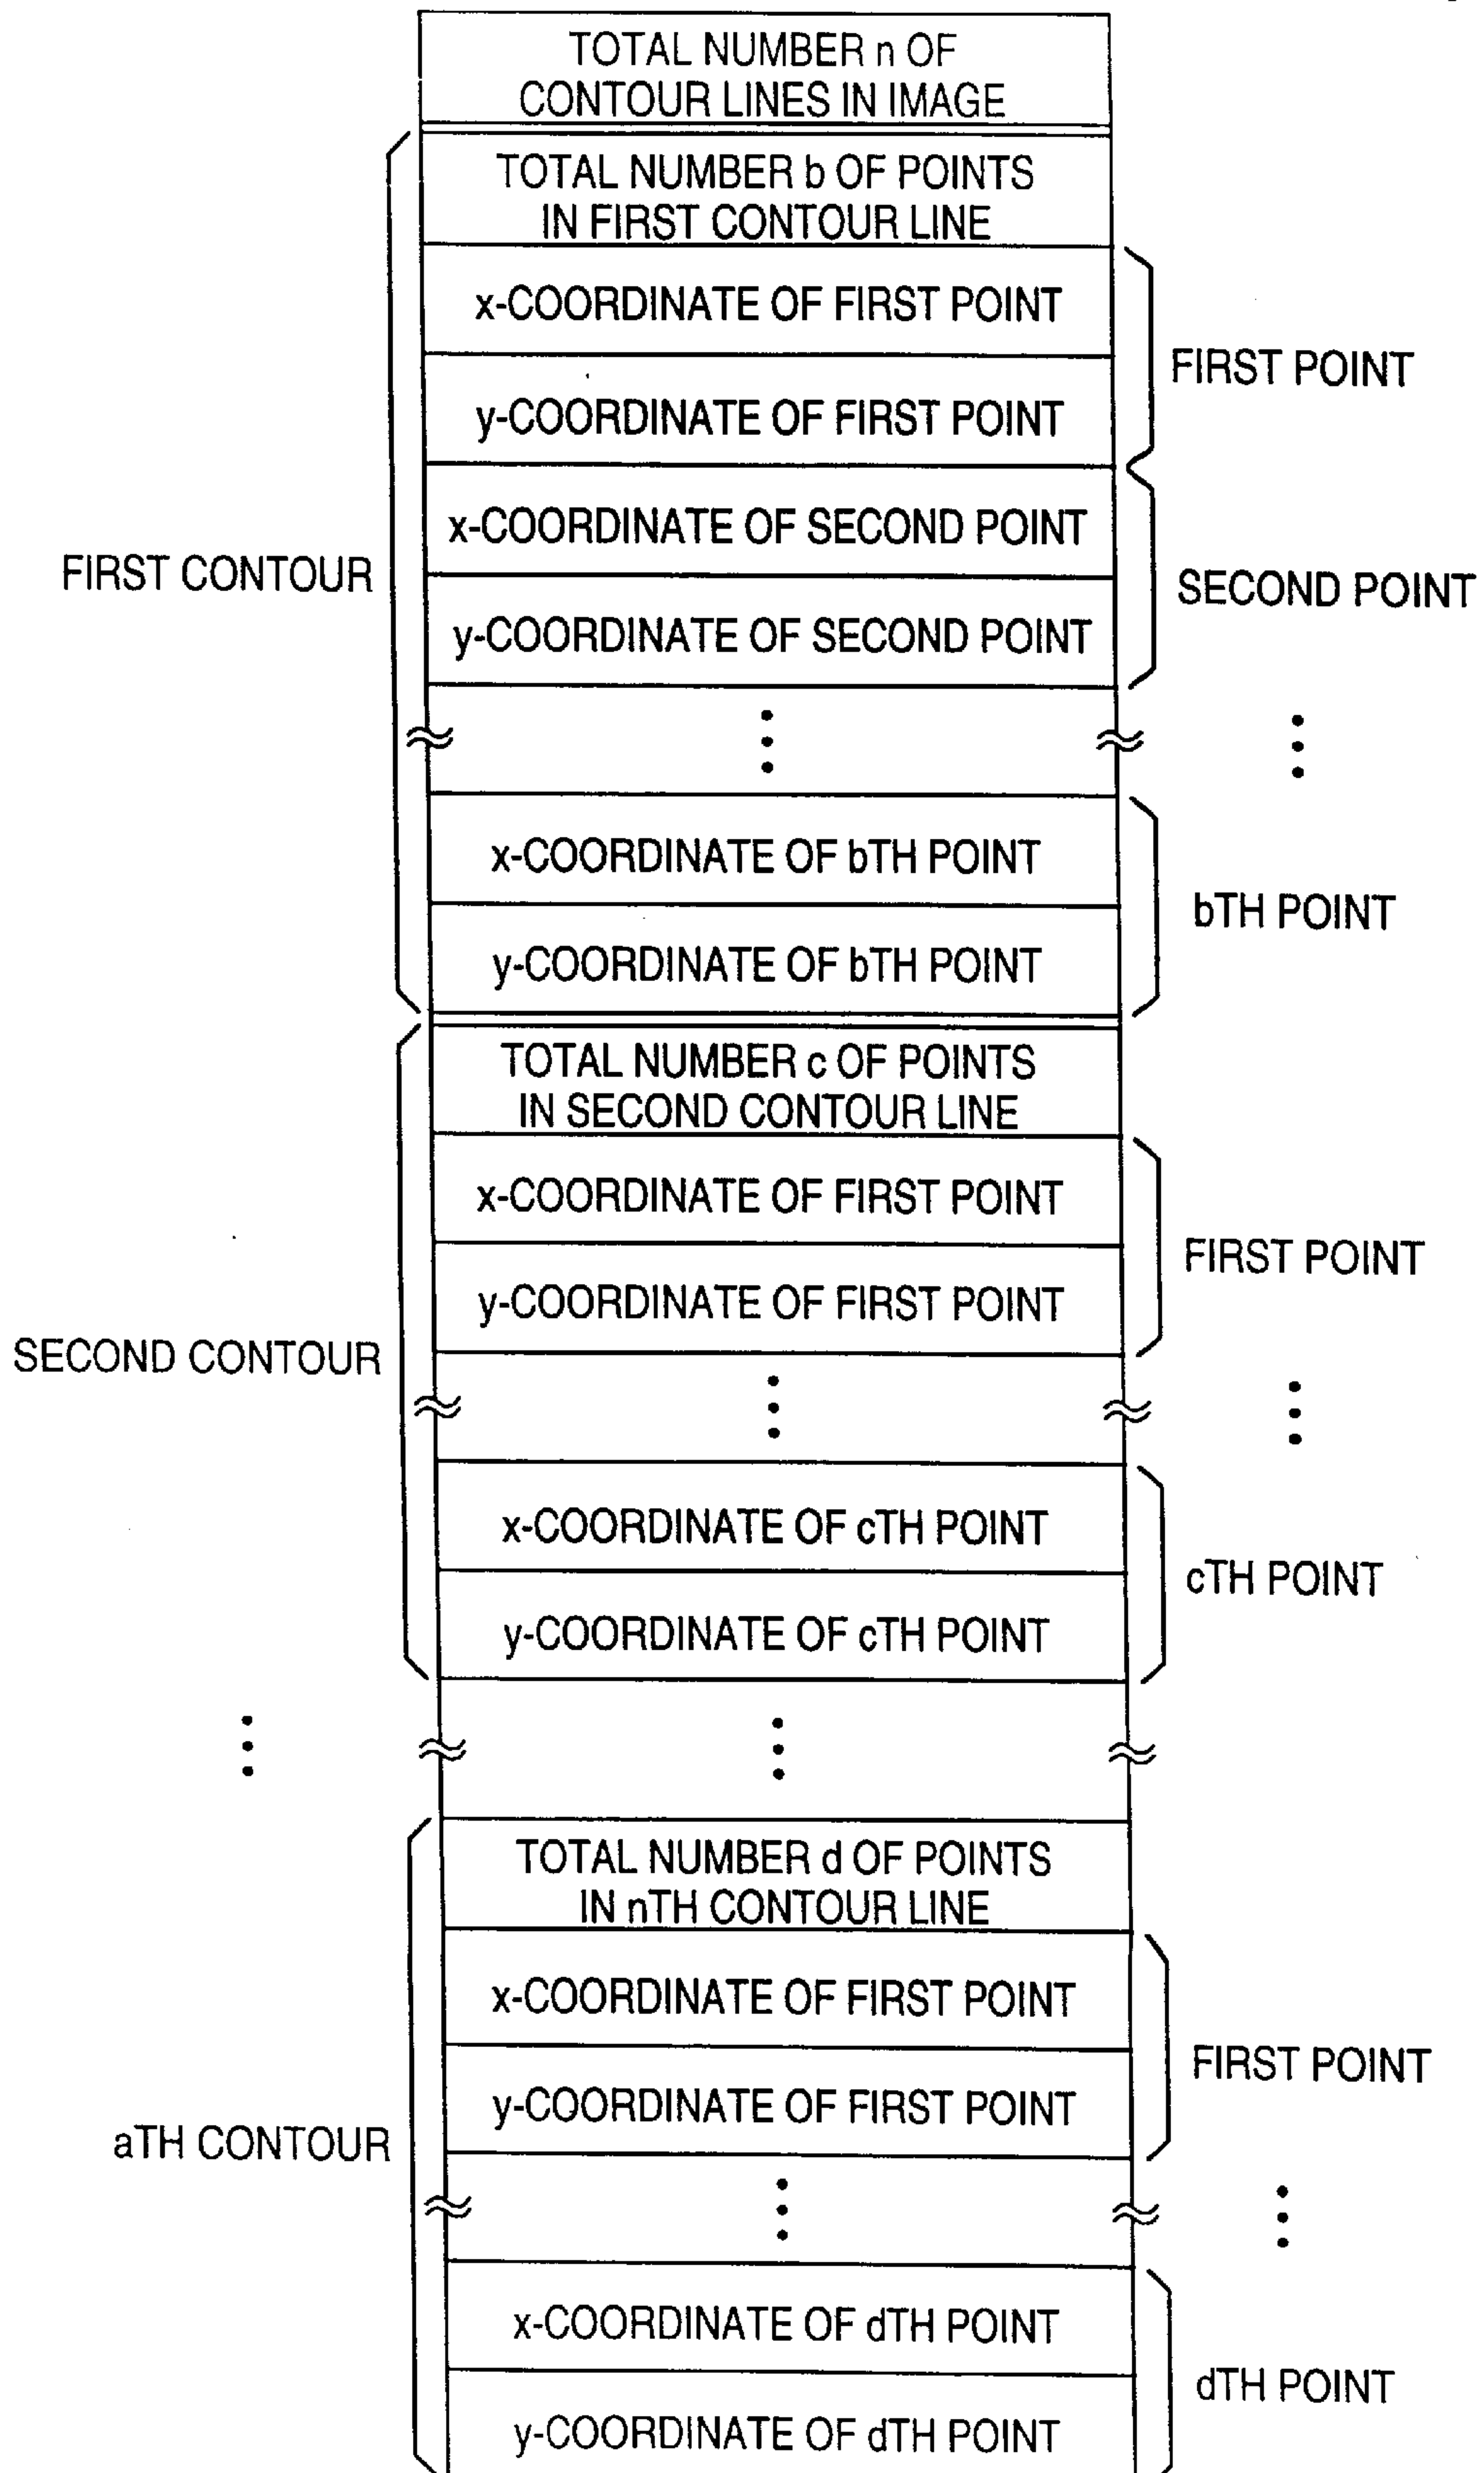 TOTAL NUMBER n OF
CONTOUR LINES IN IMAGE
TOTAL NUMBER b OF POINTS
IN FIRST CONTOUR LINE
x-COORDINATE OF FIRST POINT
FIRST POINT
y-COORDINATE OF FIRST POINT
x-COORDINATE OF SECOND POINT
FIRST CONTOUR
SECOND POINT
y-COORDINATE OF SECOND POINT
x-COORDINATE OF bTH POINT
bTH POINT
y-COORDINATE OF bTH POINT
TOTAL NUMBER c OF POINTS
IN SECOND CONTOUR LINE
x-COORDINATE OF FIRST POINT
FIRST POINT
y-COORDINATE OF FIRST POINT
SECOND CONTOUR
x-COORDINATE OF cTH POINT
cTH POINT
y-COORDINATE OF cTH POINT
TOTAL NUMBER d OF POINTS
IN nTH CONTOUR LINE
x-COORDINATE OF FIRST POINT
FIRST POINT
y-COORDINATE OF FIRST POINT
aTH CONTOUR
x-COORDINATE OF dTH POINT
dTH POINT
y-COORDINATE OF dTH POINT